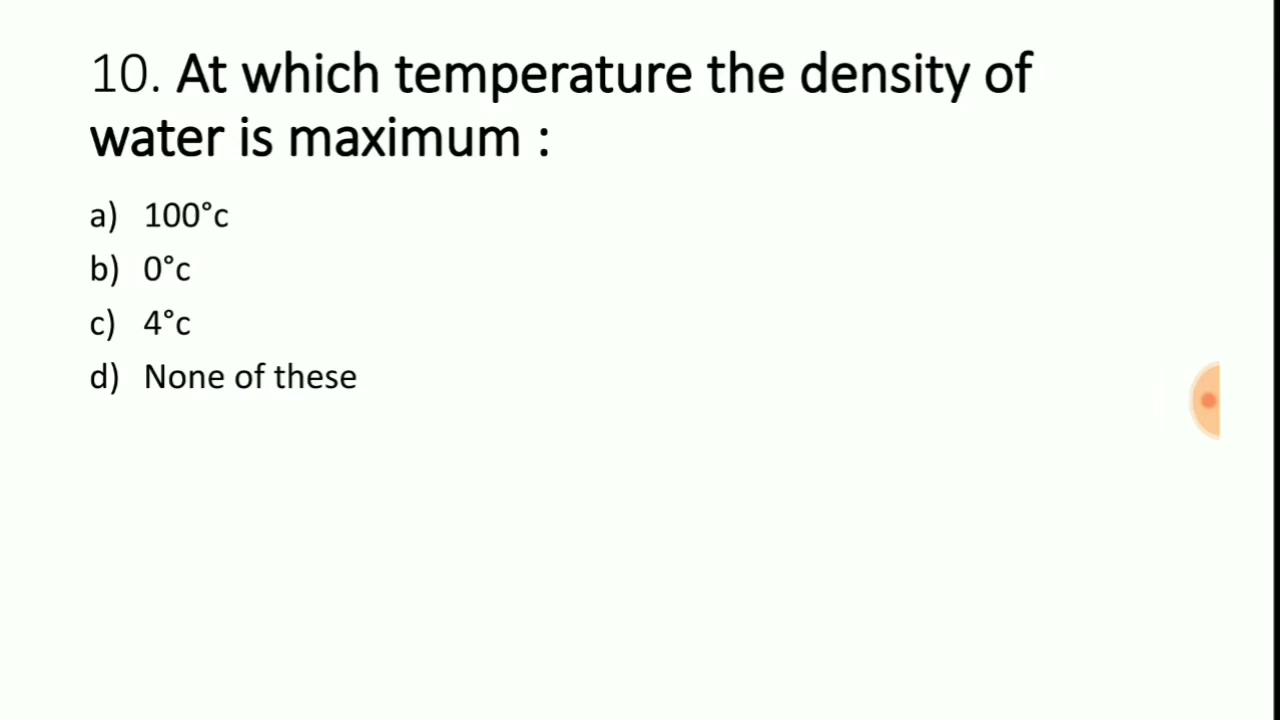 10. At which temperature the density of
water is maximum :
a) 100°c
b) 0°c
c) 4°c
d) None of these